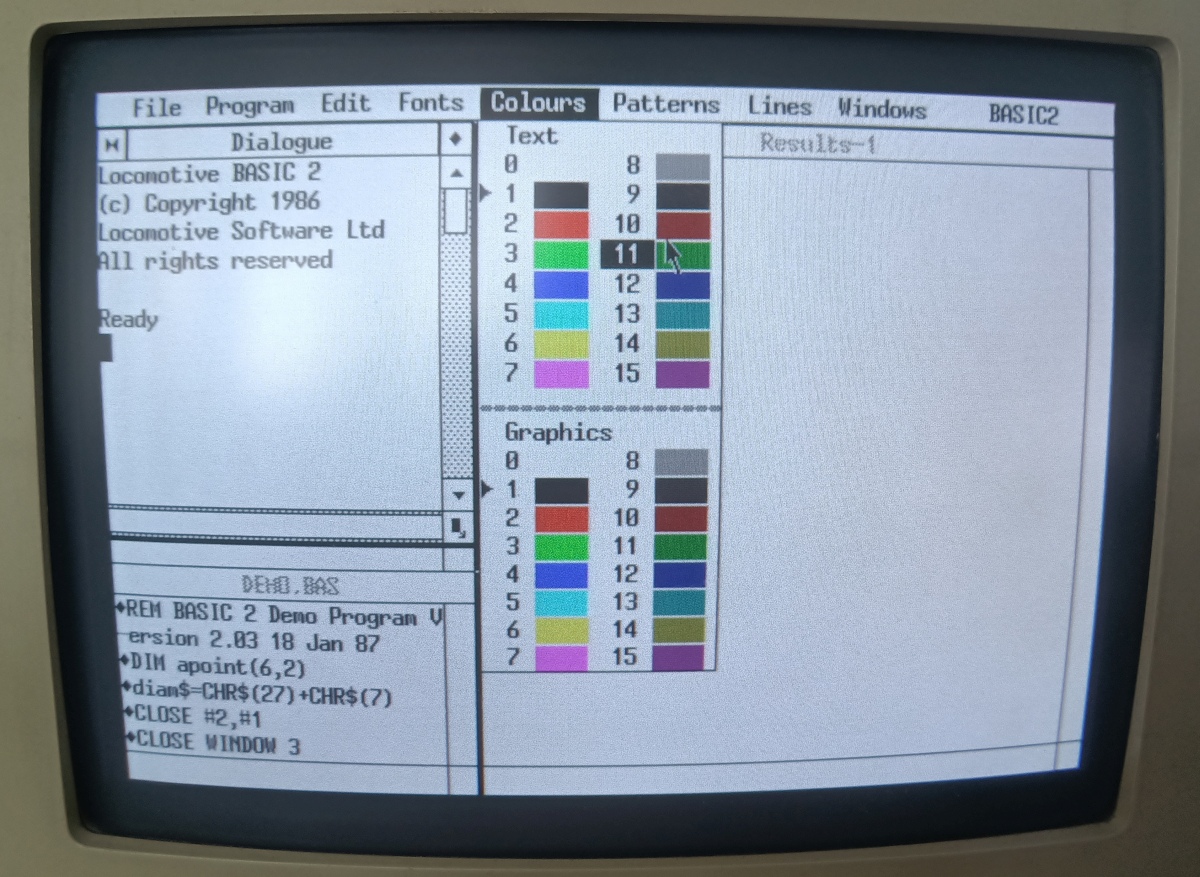 File Program Edit Fonts Colours Patterns Lines Windows BASIC2
Dialogue
Locomotive BASIC 2
(c) Copyright 1986
Locomotive Software Ltd
All rights reserved
Ready
DEMO.BAS
REM BASIC 2 Demo Program V
ersion 2.03 18 Jan 87
DIM apoint(6,2)
diam$=CHR$(27)+CHR$(7)
CLOSE #2,#1
CLOSE WINDOW 3
Text
0 8
1 9
2 10
3 11
4 12
5 13
6 14
7 15
Graphics
0 8
1 9
2 10
3 11
4 12
5 13
6 14
7 15
Results-1